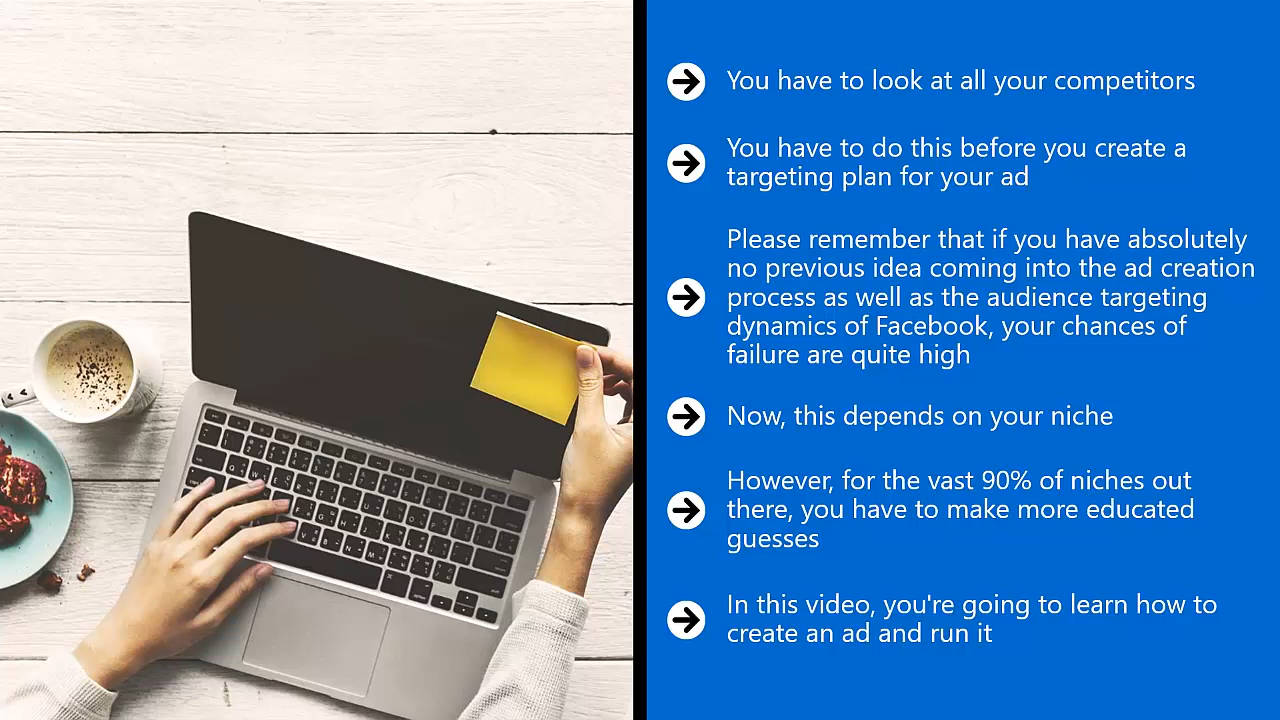 You have to look at all your competitors
You have to do this before you create a
targeting plan for your ad
Please remember that if you have absolutely
no previous idea coming into the ad creation
process as well as the audience targeting
dynamics of Facebook, your chances of
failure are quite high
Now, this depends on your niche
However, for the vast 90% of niches out
there, you have to make more educated
guesses
In this video, you're going to learn how to
create an ad and run it